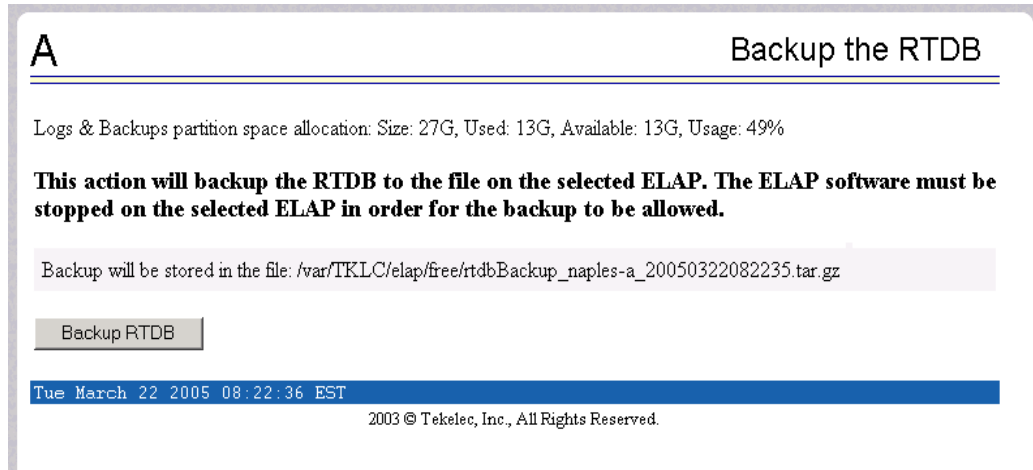 A
Backup the RTDB
Logs & Backups partition space allocation: Size: 27G, Used: 13G, Available: 13G, Usage: 49%
This action will backup the RTDB to the file on the selected ELAP. The ELAP software must be
stopped on the selected ELAP in order for the backup to be allowed.
Backup will be stored in the file: /var/TKLC/elap/free/rtdbBackup_naples-a_20050322082235.tar.gz
Backup RTDB
Tue March 22 2005 08:22:36 EST
2003 © Tekelec, Inc., All Rights Reserved.